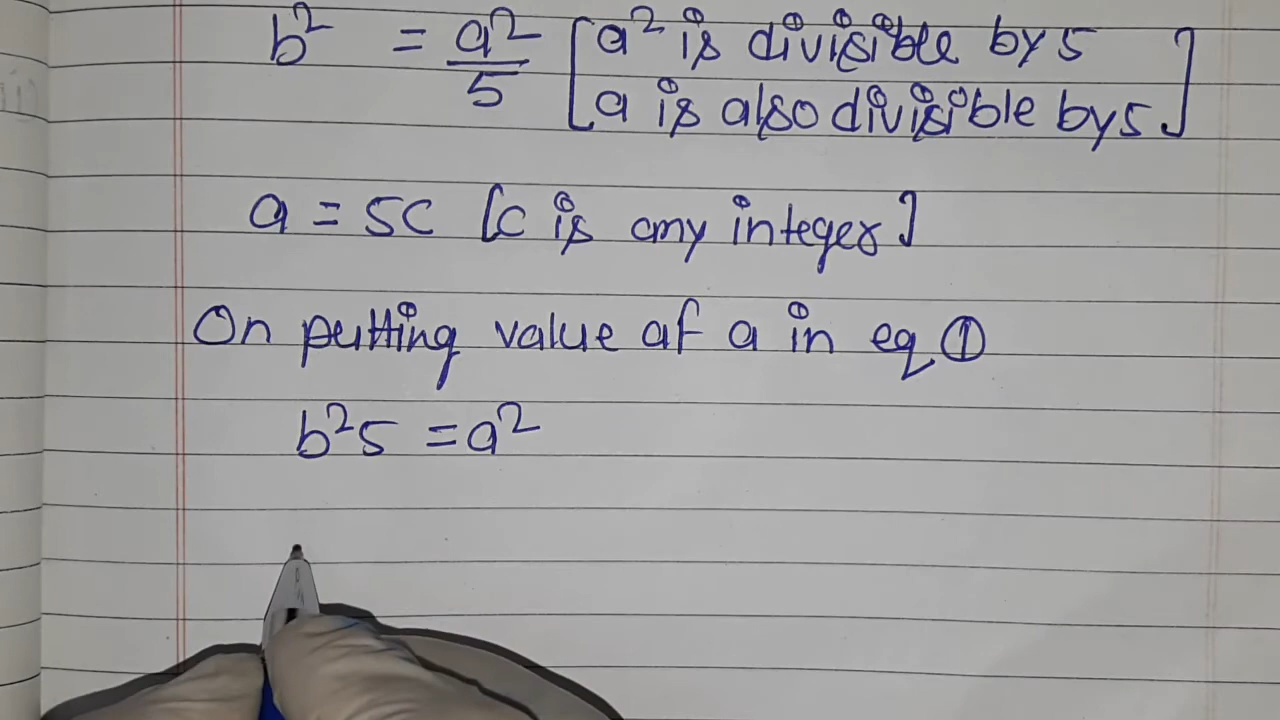 b² = a²/5 [a² is divisible by 5
a is also divisible by 5]
a = 5c [c is any integer]
On putting value af a in eq ①
b²5 = a²